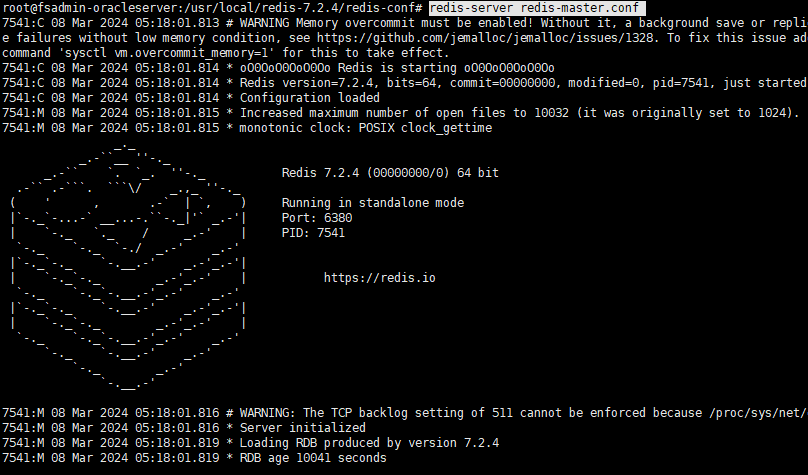 root@fsadmin-oracleserver:/usr/local/redis-7.2.4/redis-conf# redis-server redis-master.conf
7541:C 08 Mar 2024 05:18:01.813 # WARNING Memory overcommit must be enabled! Without it, a background save or repli
e failures without low memory condition, see https://github.com/jemalloc/jemalloc/issues/1328. To fix this issue ad
command 'sysctl vm.overcommit_memory=1' for this to take effect.
7541:C 08 Mar 2024 05:18:01.814 * oO0OoO0OoO0Oo Redis is starting oO0OoO0OoO0Oo
7541:C 08 Mar 2024 05:18:01.814 * Redis version=7.2.4, bits=64, commit=00000000, modified=0, pid=7541, just started
7541:C 08 Mar 2024 05:18:01.814 * Configuration loaded
7541:M 08 Mar 2024 05:18:01.815 * Increased maximum number of open files to 10032 (it was originally set to 1024).
7541:M 08 Mar 2024 05:18:01.815 * monotonic clock: POSIX clock_gettime
Redis 7.2.4 (00000000/0) 64 bit
Running in standalone mode
Port: 6380
PID: 7541
https://redis.io
7541:M 08 Mar 2024 05:18:01.816 # WARNING: The TCP backlog setting of 511 cannot be enforced because /proc/sys/net/
7541:M 08 Mar 2024 05:18:01.816 * Server initialized
7541:M 08 Mar 2024 05:18:01.819 * Loading RDB produced by version 7.2.4
7541:M 08 Mar 2024 05:18:01.819 * RDB age 10041 seconds